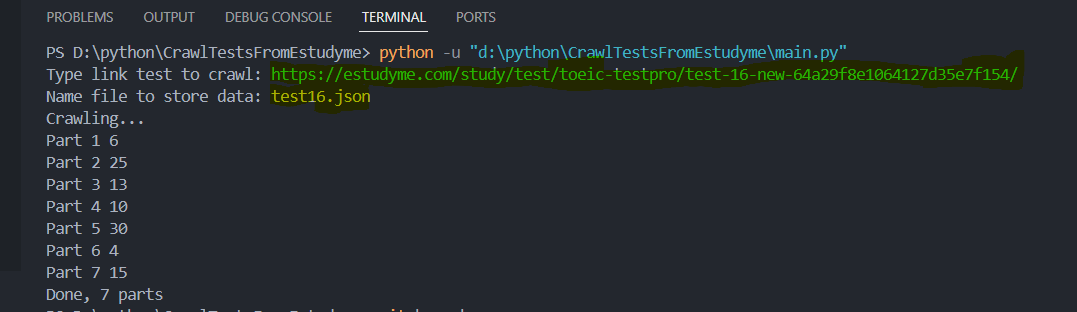 PROBLEMS OUTPUT DEBUG CONSOLE TERMINAL PORTS
PS D:\python\CrawlTestsFromEstudyme> python -u "d:\python\CrawlTestsFromEstudyme\main.py"
Type link test to crawl: https://estudyme.com/study/test/toeic-testpro/test-16-new-64a29f8e1064127d35e7f154/
Name file to store data: test16.json
Crawling...
Part 1 6
Part 2 25
Part 3 13
Part 4 10
Part 5 30
Part 6 4
Part 7 15
Done, 7 parts